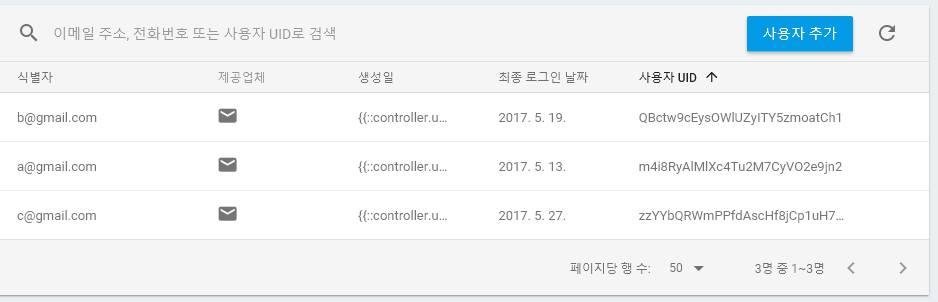 이메일 주소, 전화번호 또는 사용자 UID로 검색 사용자 추가
식별자 제공업체 생성일 최종 로그인 날짜 사용자 UID
b@gmail.com {{::controller.u... 2017. 5. 19. QBctw9cEysOWlUZyITY5zmoatCh1
a@gmail.com {{::controller.u... 2017. 5. 13. m4i8RyAlMlXc4Tu2M7CyVO2e9jn2
c@gmail.com {{::controller.u... 2017. 5. 27. zzYYbQRWmPPfdAscHf8jCp1uH7...
페이지당 행 수: 50 3명 중 1~3명